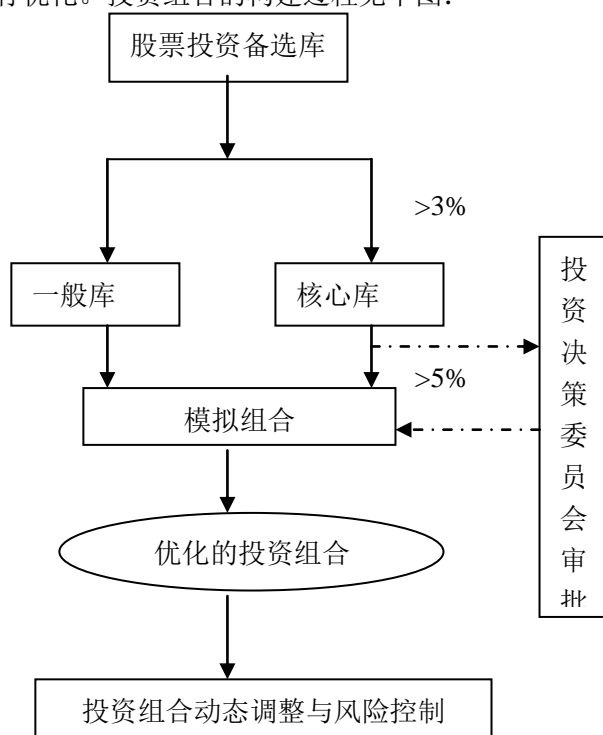 有优化。投资组合的构建过程见下图：
股票投资备选库
>3%
一般库
核心库
>5%
模拟组合
优化的投资组合
投资组合动态调整与风险控制
投
资
决
策
委
员
会
审
批